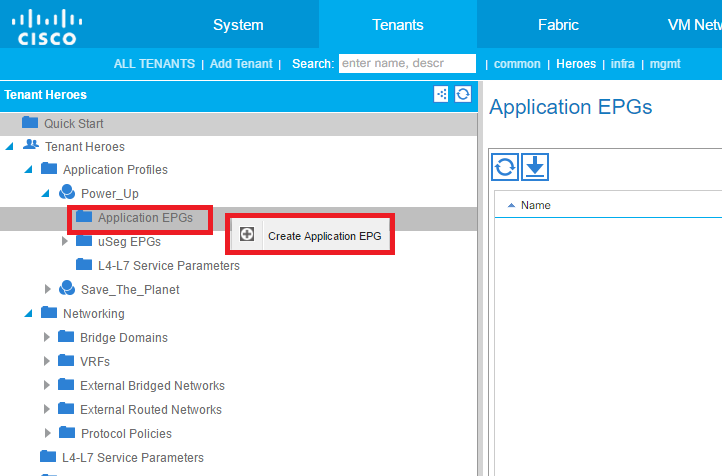 CISCO
System Tenants Fabric VM Net
ALL TENANTS | Add Tenant | Search: enter name, descr | common | Heroes | infra | mgmt
Tenant Heroes
Quick Start
Tenant Heroes
Application Profiles
Power_Up
Application EPGs
Create Application EPG
uSeg EPGs
L4-L7 Service Parameters
Save_The_Planet
Networking
Bridge Domains
VRFs
External Bridged Networks
External Routed Networks
Protocol Policies
L4-L7 Service Parameters
Application EPGs
Name